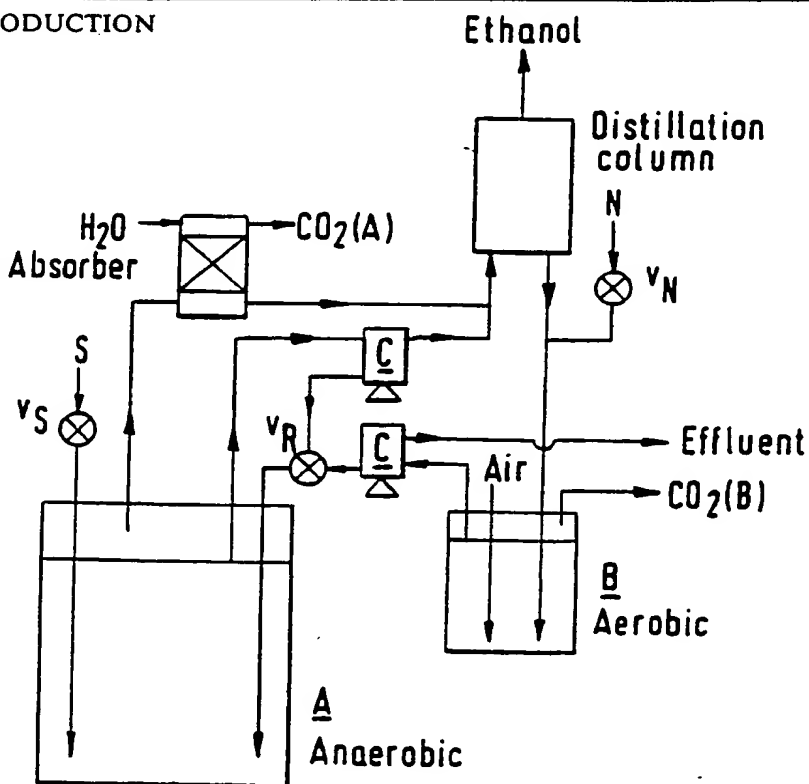 ODUCTION
Ethanol
Distillation
column
N
H₂O
CO₂(A)
Absorber
vN
S
C
vS
vR
C
Effluent
Air
CO₂(B)
B
Aerobic
A
Anaerobic